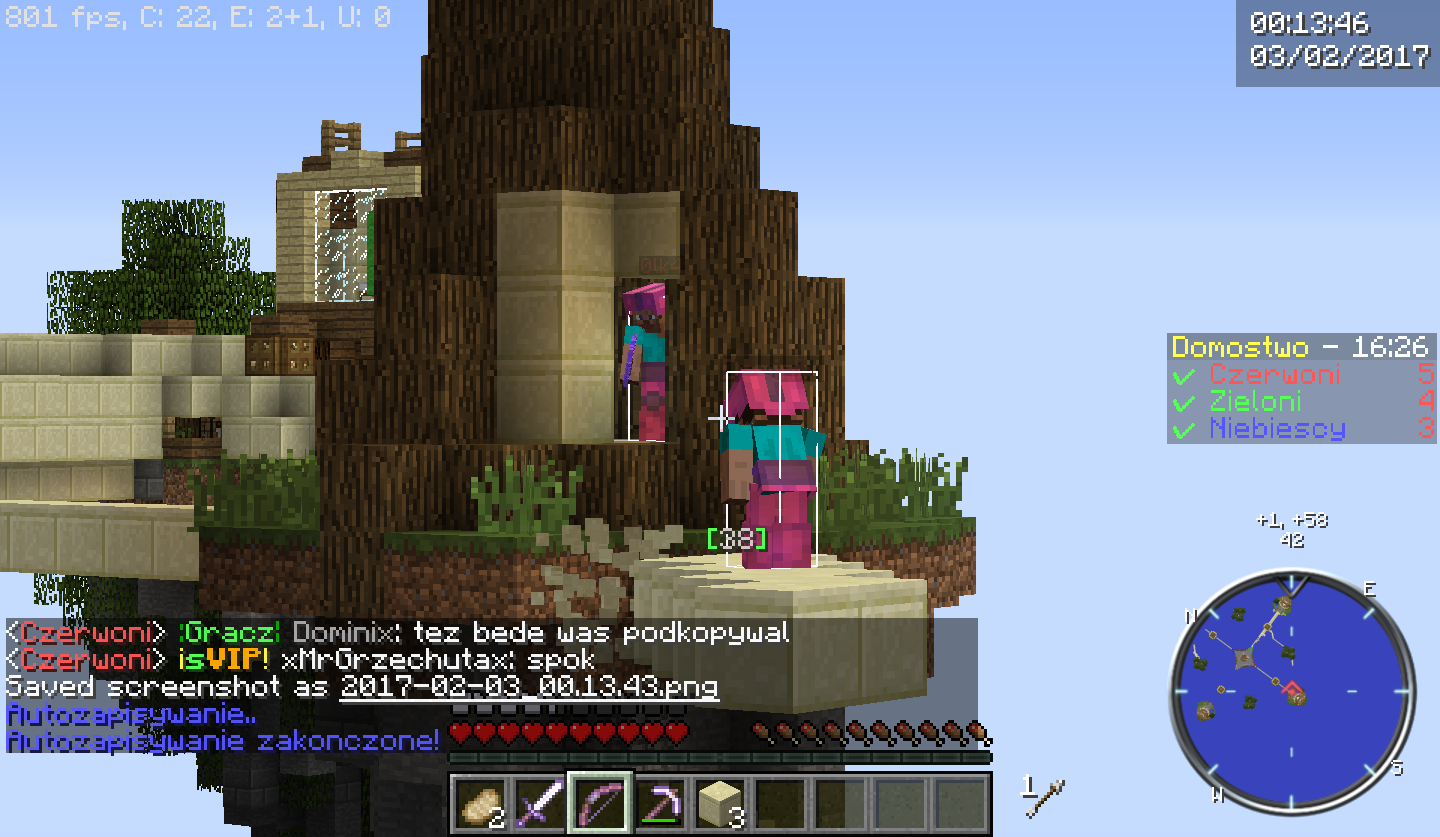 801 fps, C: 22, E: 2+1, U: 0
00:13:46
03/02/2017
Domostwo - 16:26
✓ Czerwoni 5
✓ Zieloni 4
✓ Niebiescy 3
[38]
+1, +58
42
N
E
W
S
<Czerwoni> |Gracz| Dominix: tez bede was podkopywal
<Czerwoni> isVIP! xMrGrzechutax: spok
Saved screenshot as 2017-02-03_00.13.43.png
Autozapisywanie..
Autozapisywanie zakonczone!
2
3
1